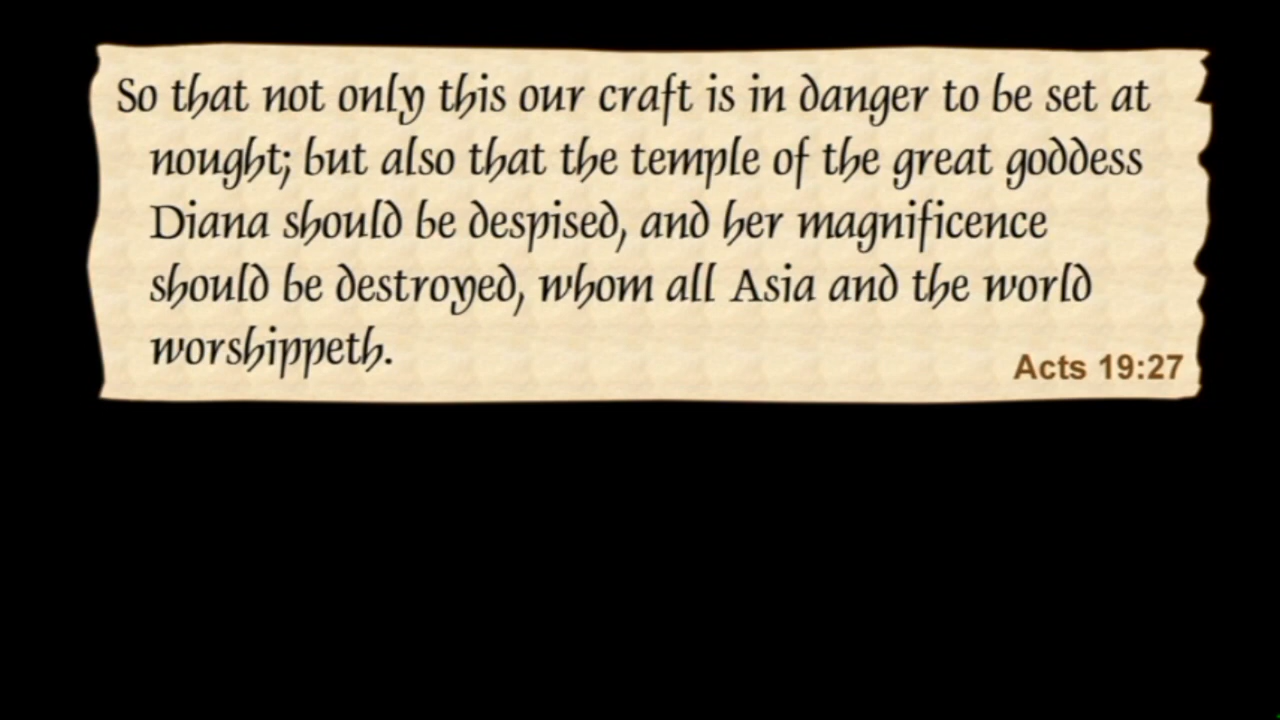 So that not only this our craft is in danger to be set at
nought; but also that the temple of the great goddess
Diana should be despised, and her magnificence
should be destroyed, whom all Asia and the world
worshippeth.
Acts 19:27